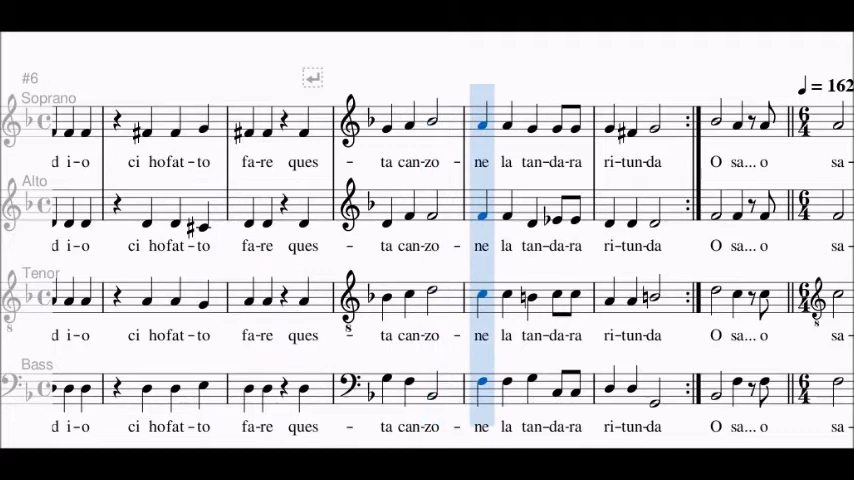 #6
= 162
Soprano
d i-o ci hofat-to fa-re ques - ta can-zo - ne la tan-da-ra ri-tun-da O sa... o sa-
Alto
d i-o ci hofat-to fa-re ques - ta can-zo - ne la tan-da-ra ri-tun-da O sa... o sa-
Tenor
d i-o ci hofat-to fa-re ques - ta can-zo - ne la tan-da-ra ri-tun-da O sa... o sa-
Bass
d i-o ci hofat-to fa-re ques - ta can-zo - ne la tan-da-ra ri-tun-da O sa... o sa-